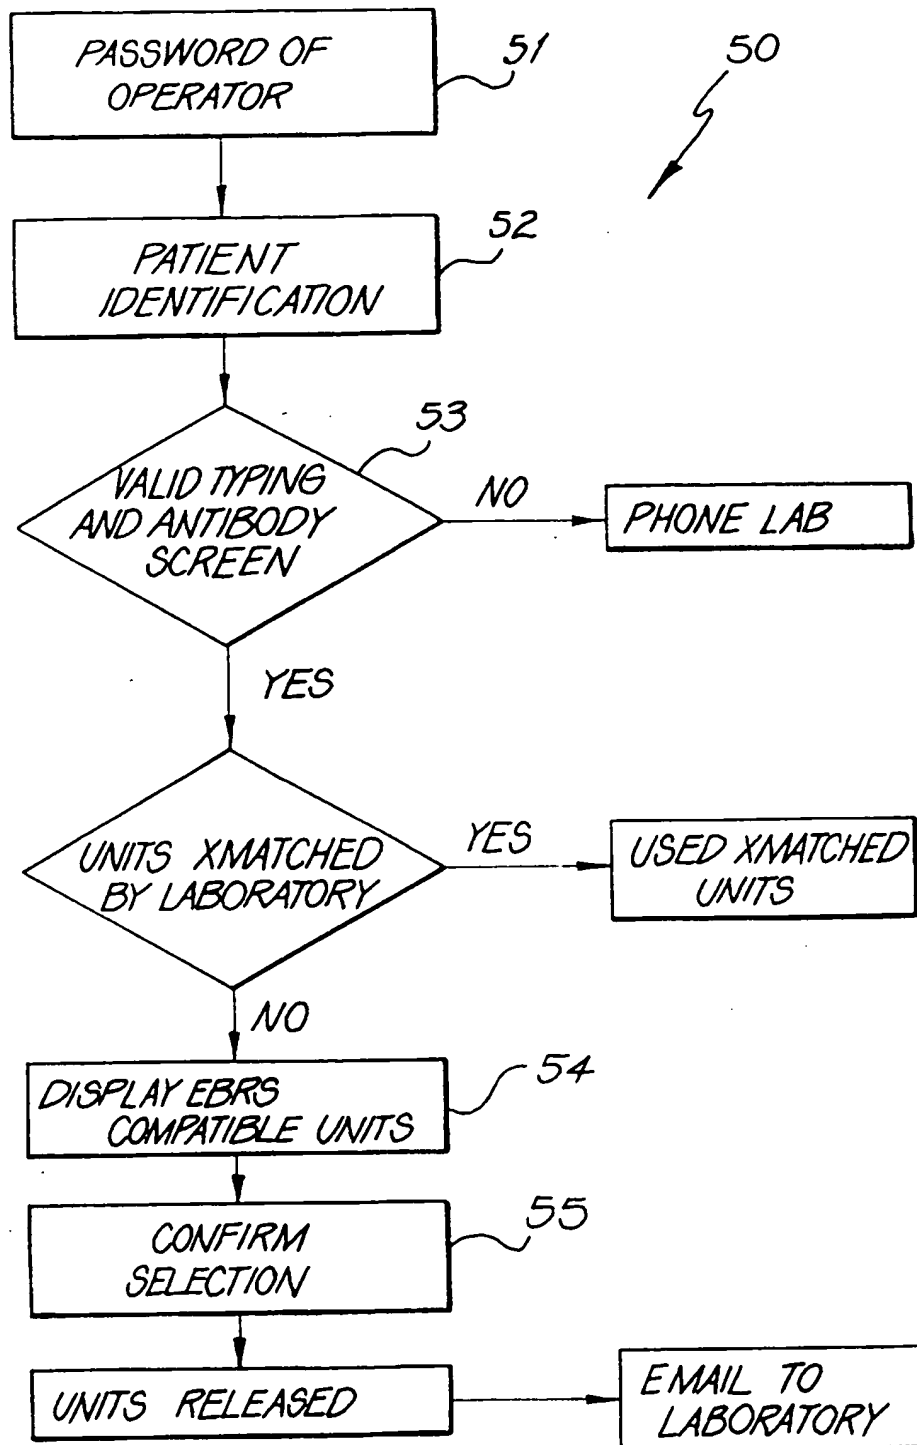 PASSWORD OF
OPERATOR
51
50
PATIENT
IDENTIFICATION
52
53
VALID TYPING
AND ANTIBODY
SCREEN
NO
PHONE LAB
YES
UNITS XMATCHED
BY LABORATORY
YES
USED XMATCHED
UNITS
NO
DISPLAY EBRS
COMPATIBLE UNITS
54
CONFIRM
SELECTION
55
UNITS RELEASED
EMAIL TO
LABORATORY